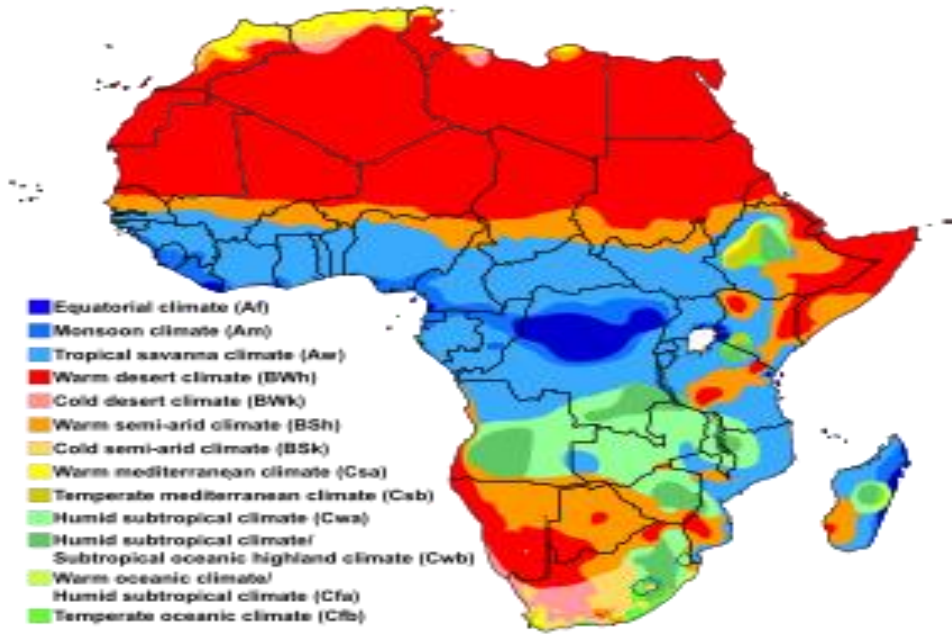 Equatorial climate (Af)
Monsoon climate (Am)
Tropical savanna climate (Aw)
Warm desert climate (BWh)
Cold desert climate (BWk)
Warm semi-arid climate (BSh)
Cold semi-arid climate (BSk)
Warm mediterranean climate (Csa)
Temperate mediterranean climate (Csb)
Humid subtropical climate (Cwa)
Humid subtropical climate/
Subtropical oceanic highland climate (Cwb)
Warm oceanic climate/
Humid subtropical climate (Cfa)
Temperate oceanic climate (Cfb)